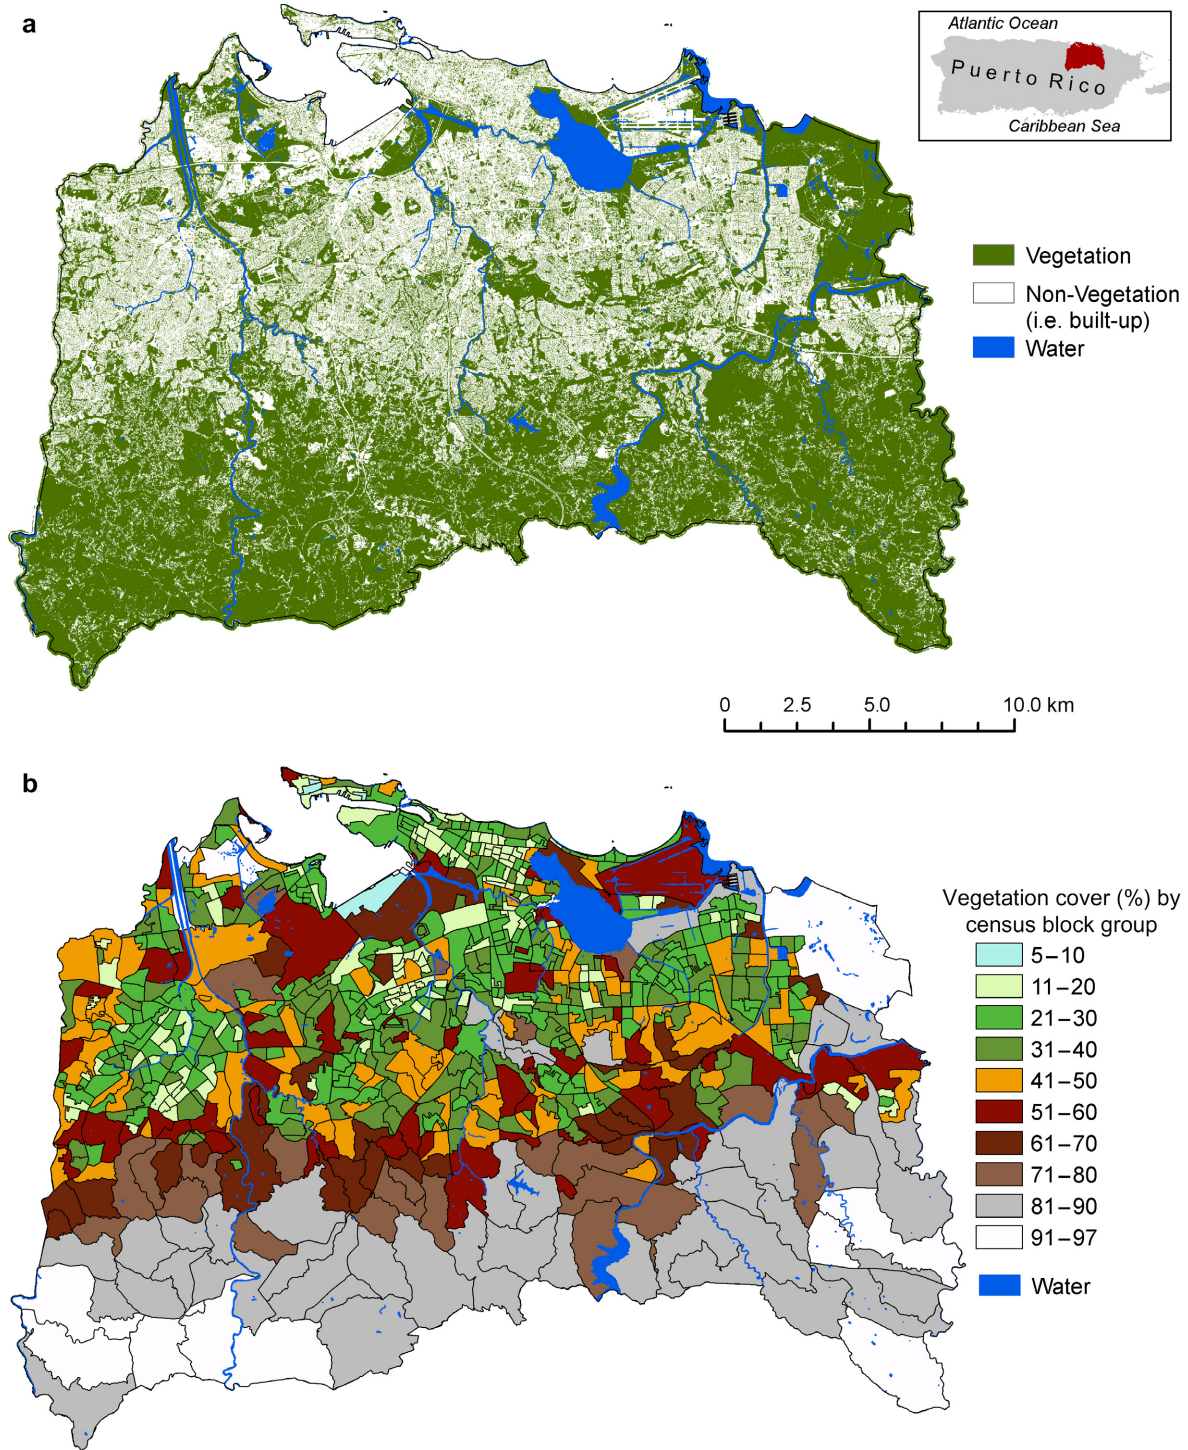 a
Atlantic Ocean
Puerto Rico
Caribbean Sea
Vegetation
Non-Vegetation
(i.e. built-up)
Water
0 2.5 5.0 10.0 km
b
Vegetation cover (%) by
census block group
5–10
11–20
21–30
31–40
41–50
51–60
61–70
71–80
81–90
91–97
Water